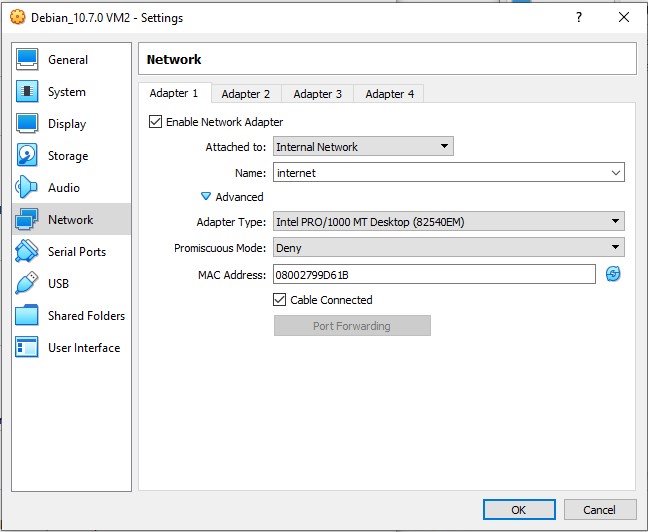 Debian_10.7.0 VM2 - Settings
?
General
System
Display
Storage
Audio
Network
Serial Ports
USB
Shared Folders
User Interface
Network
Adapter 1 Adapter 2 Adapter 3 Adapter 4
Enable Network Adapter
Attached to: Internal Network
Name: internet
Advanced
Adapter Type: Intel PRO/1000 MT Desktop (82540EM)
Promiscuous Mode: Deny
MAC Address: 08002799D61B
Cable Connected
Port Forwarding
OK Cancel